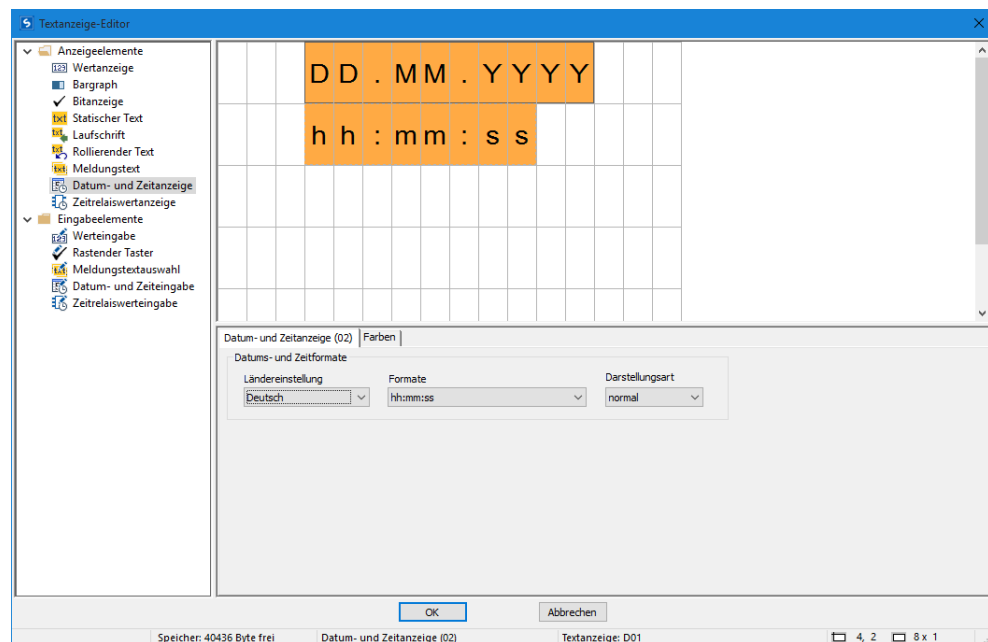 Textanzeige-Editor
Anzeigeelemente
Wertanzeige
Bargraph
Bitanzeige
Statischer Text
Laufschrift
Rollierender Text
Meldungstext
Datum- und Zeitanzeige
Zeitrelaiswertanzeige
Eingabeelemente
Werteingabe
Rastender Taster
Meldungstextauswahl
Datum- und Zeiteingabe
Zeitrelaiswerteingabe
DD.MM.YYYY
hh:mm:ss
Datum- und Zeitanzeige (02) Farben
Datums- und Zeitformate
Ländereinstellung Formate Darstellungsart
Deutsch hh:mm:ss normal
OK Abbrechen
Speicher: 40436 Byte frei Datum- und Zeitanzeige (02) Textanzeige: D01 4, 2 8 x 1